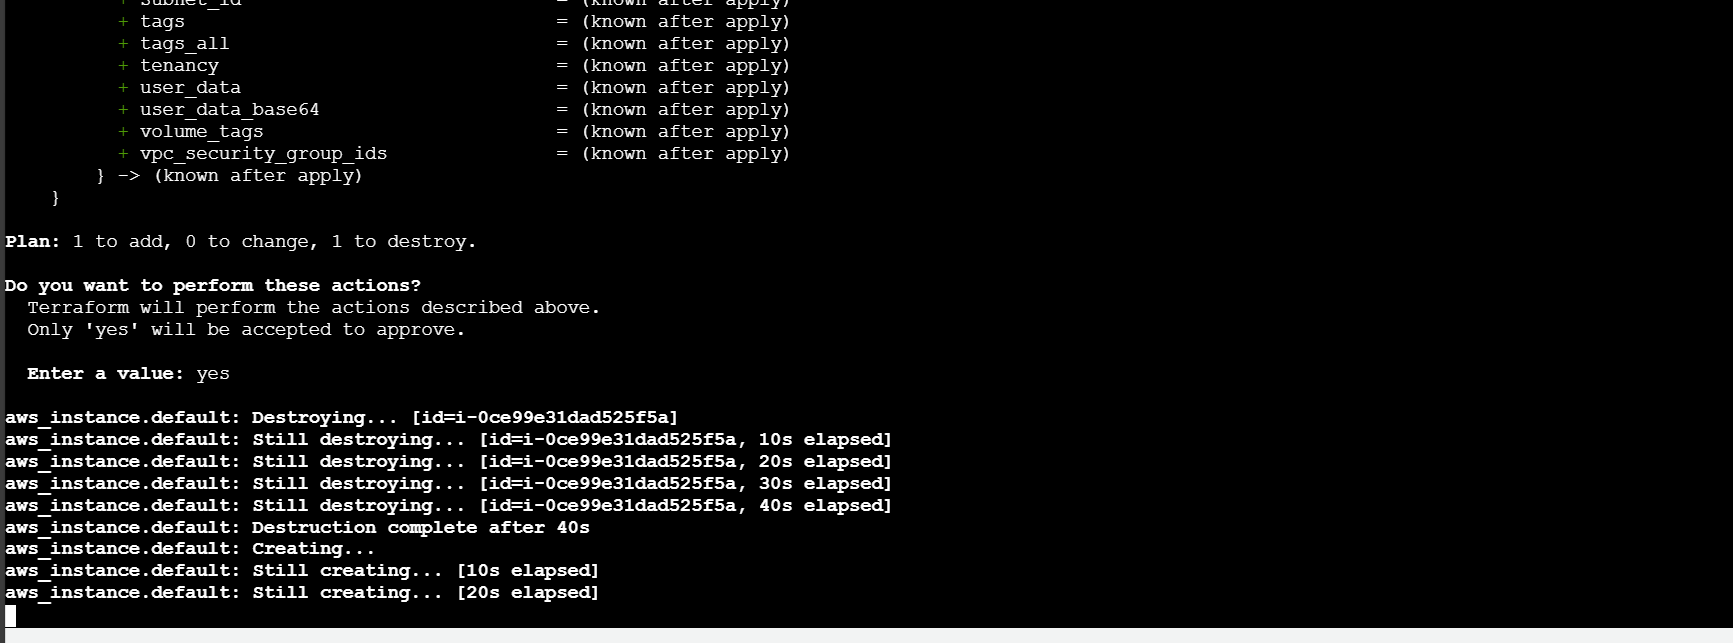 + subnet_id = (known after apply)
+ tags = (known after apply)
+ tags_all = (known after apply)
+ tenancy = (known after apply)
+ user_data = (known after apply)
+ user_data_base64 = (known after apply)
+ volume_tags = (known after apply)
+ vpc_security_group_ids = (known after apply)
} -> (known after apply)
}
Plan: 1 to add, 0 to change, 1 to destroy.
Do you want to perform these actions?
Terraform will perform the actions described above.
Only 'yes' will be accepted to approve.
Enter a value: yes
aws_instance.default: Destroying... [id=i-0ce99e31dad525f5a]
aws_instance.default: Still destroying... [id=i-0ce99e31dad525f5a, 10s elapsed]
aws_instance.default: Still destroying... [id=i-0ce99e31dad525f5a, 20s elapsed]
aws_instance.default: Still destroying... [id=i-0ce99e31dad525f5a, 30s elapsed]
aws_instance.default: Still destroying... [id=i-0ce99e31dad525f5a, 40s elapsed]
aws_instance.default: Destruction complete after 40s
aws_instance.default: Creating...
aws_instance.default: Still creating... [10s elapsed]
aws_instance.default: Still creating... [20s elapsed]